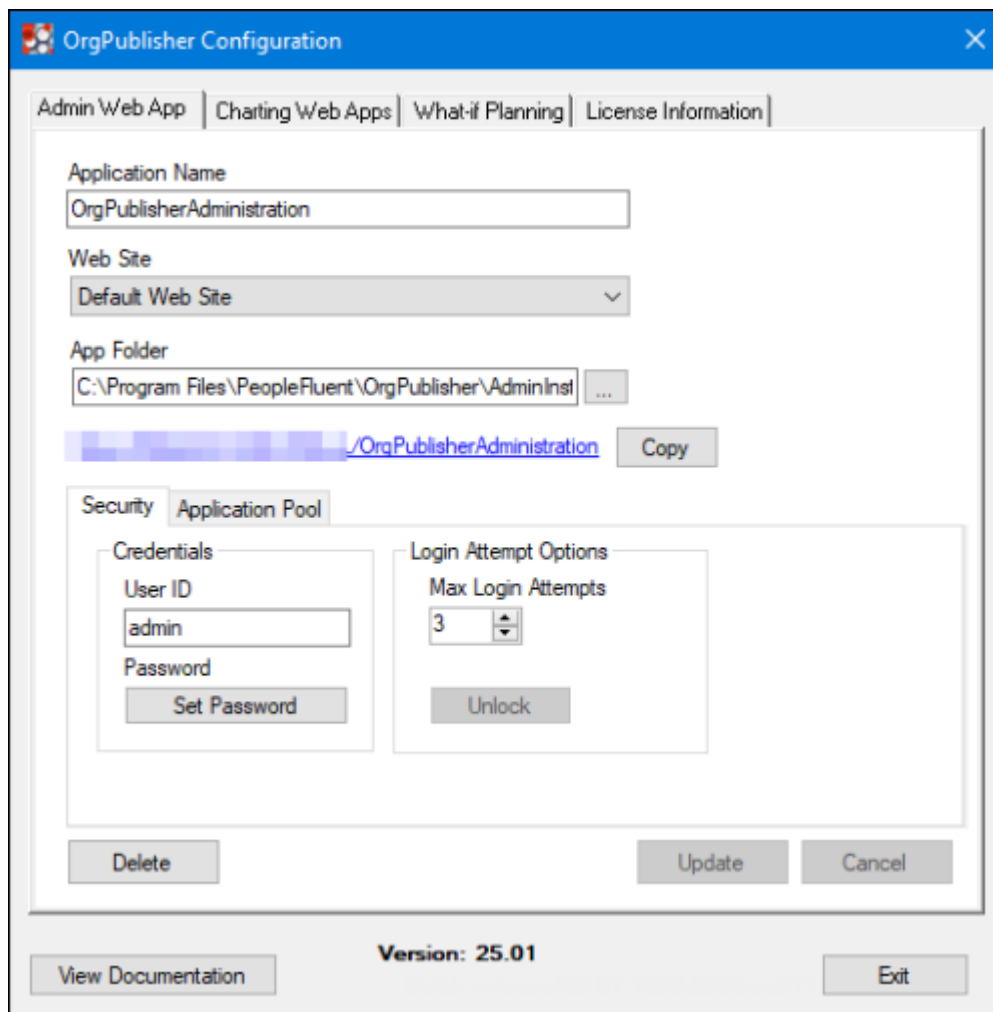 OrgPublisher Configuration
Admin Web App Charting Web Apps What-if Planning License Information
Application Name
OrgPublisherAdministration
Web Site
Default Web Site
App Folder
C:\Program Files\PeopleFluent\OrgPublisher\AdminInst ...
/OrgPublisherAdministration Copy
Security Application Pool
Credentials Login Attempt Options
User ID Max Login Attempts
admin 3
Password
Set Password Unlock
Delete Update Cancel
Version: 25.01
View Documentation Exit